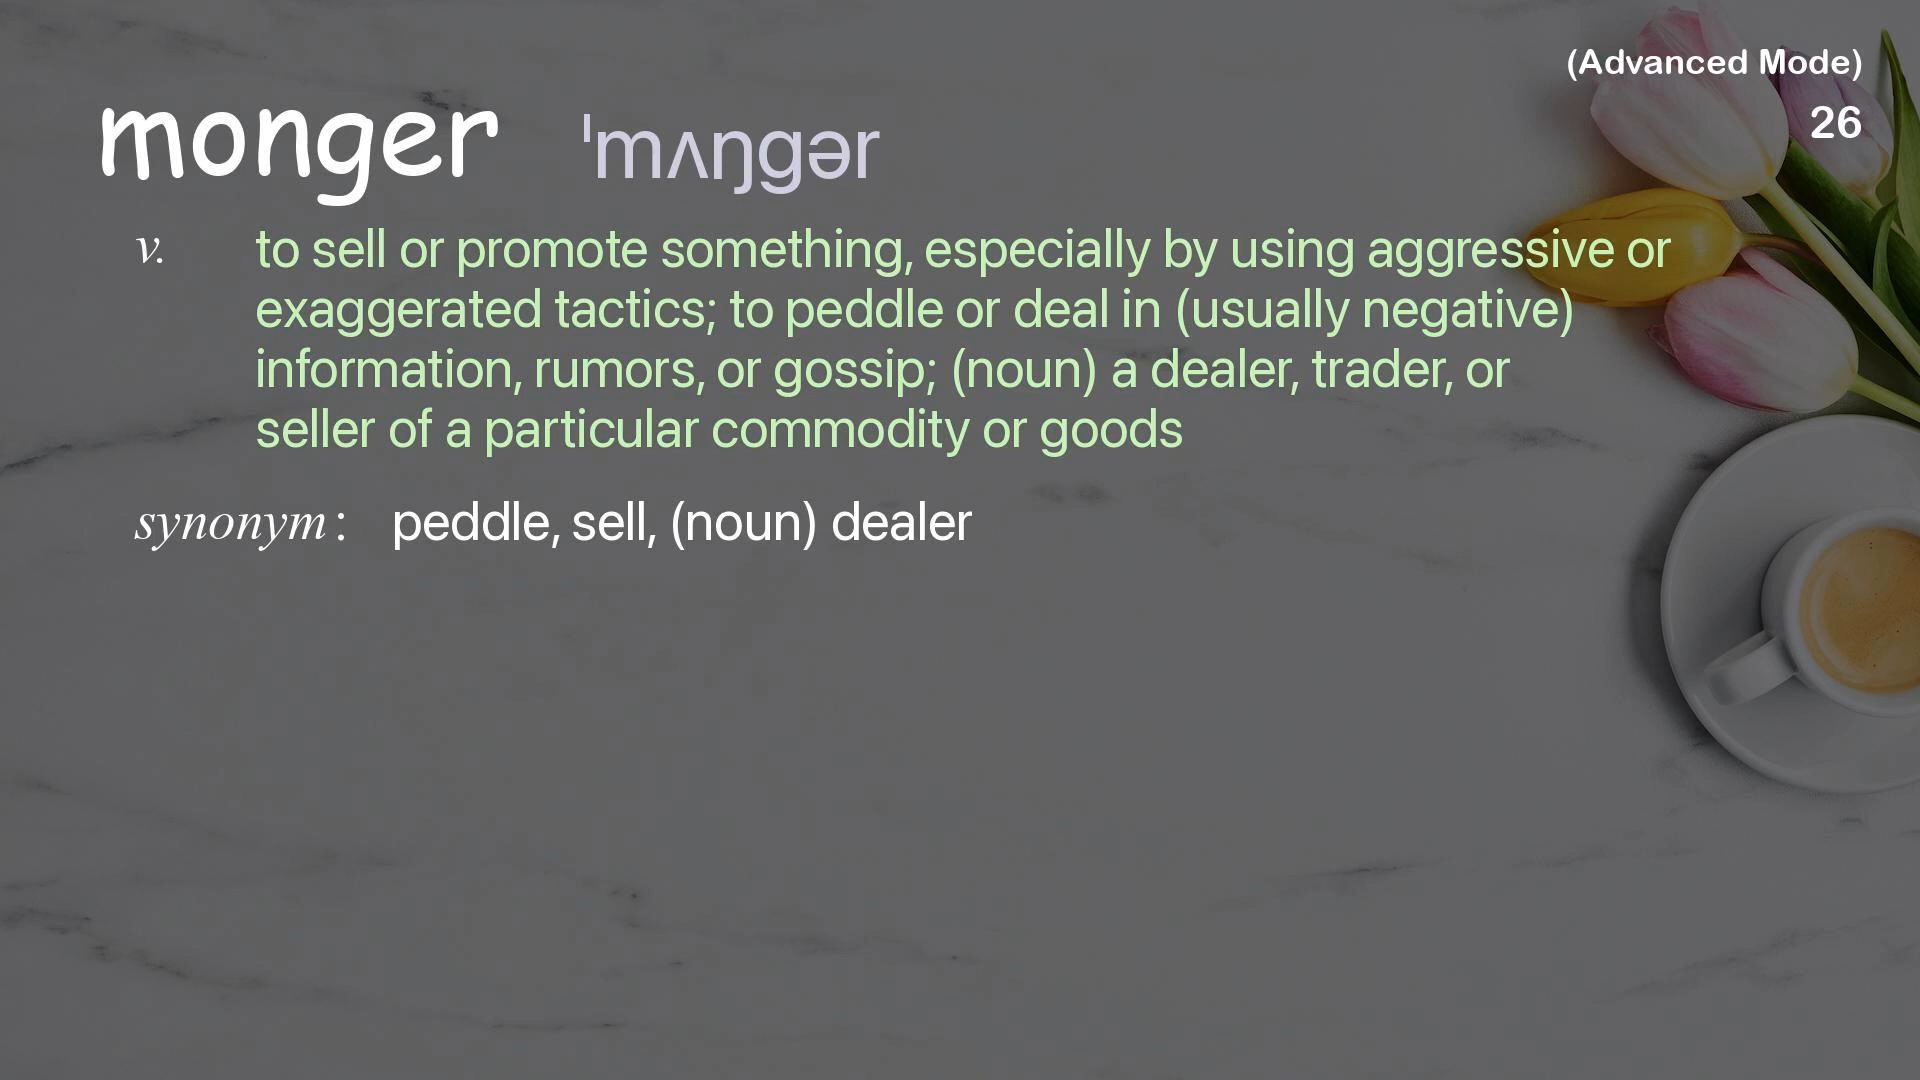 (Advanced Mode)
26
monger ˈmʌŋgər
v. to sell or promote something, especially by using aggressive or
exaggerated tactics; to peddle or deal in (usually negative)
information, rumors, or gossip; (noun) a dealer, trader, or
seller of a particular commodity or goods
synonym: peddle, sell, (noun) dealer